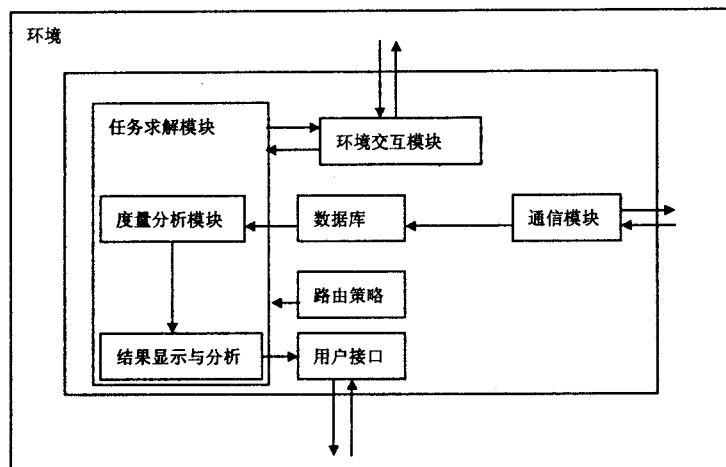 环境
任务求解模块
环境交互模块
度量分析模块
数据库
通信模块
路由策略
结果显示与分析
用户接口